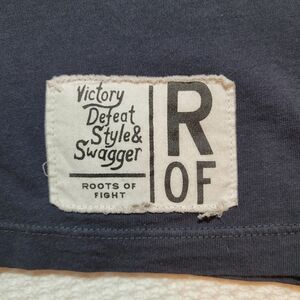 Victory
Defeat
Style &
Swagger
ROOTS OF
FIGHT
R
OF